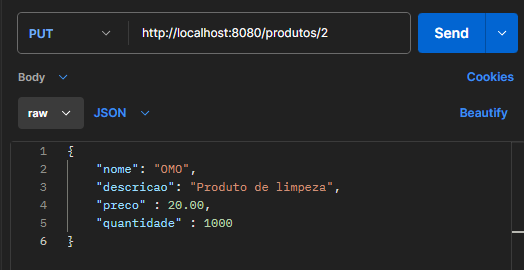 PUT http://localhost:8080/produtos/2 Send
Body Cookies
raw JSON Beautify
1 {
2 "nome": "OMO",
3 "descricao": "Produto de limpeza",
4 "preco" : 20.00,
5 "quantidade" : 1000
6 }